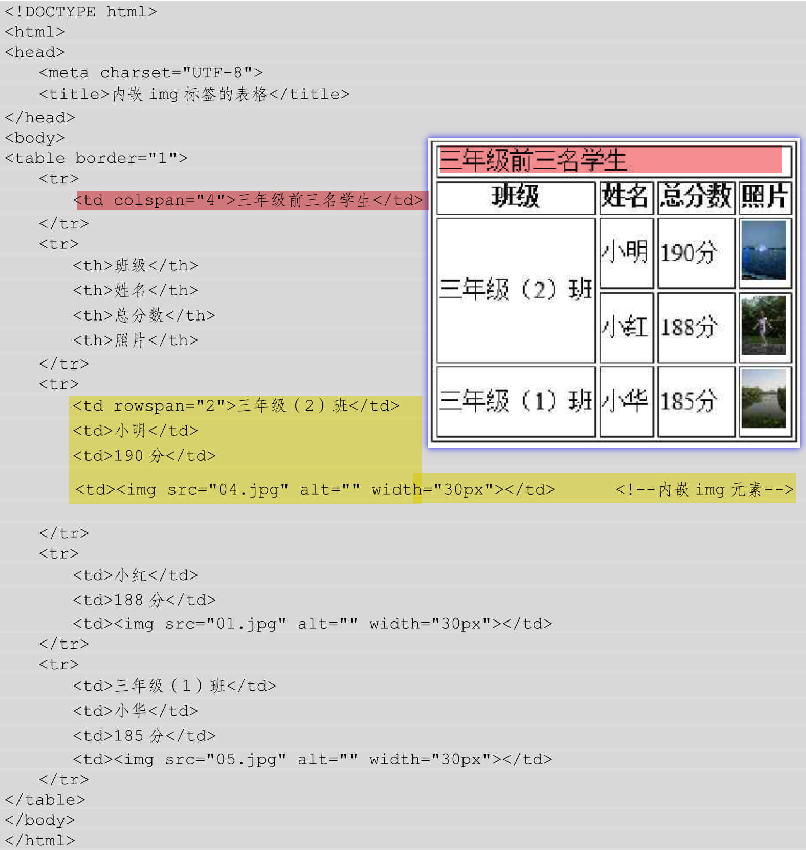 <!DOCTYPE html>
<html>
<head>
<meta charset="UTF-8">
<title>内嵌 img 标签的表格</title>
</head>
<body>
<table border="1">
<tr>
<td colspan="4">三年级前三名学生</td>
</tr>
<tr>
<th>班级</th>
<th>姓名</th>
<th>总分数</th>
<th>照片</th>
</tr>
<tr>
<td rowspan="2">三年级(2)班</td>
<td>小明</td>
<td>190 分</td>
<td><img src="04.jpg" alt="" width="30px"></td> <!--内嵌 img 元素-->
</tr>
<tr>
<td>小红</td>
<td>188 分</td>
<td><img src="01.jpg" alt="" width="30px"></td>
</tr>
<tr>
<td>三年级(1)班</td>
<td>小华</td>
<td>185 分</td>
<td><img src="05.jpg" alt="" width="30px"></td>
</tr>
</table>
</body>
</html>
三年级前三名学生
班级 姓名 总分数 照片
三年级（2）班 小明 190分
小红 188分
三年级（1）班 小华 185分